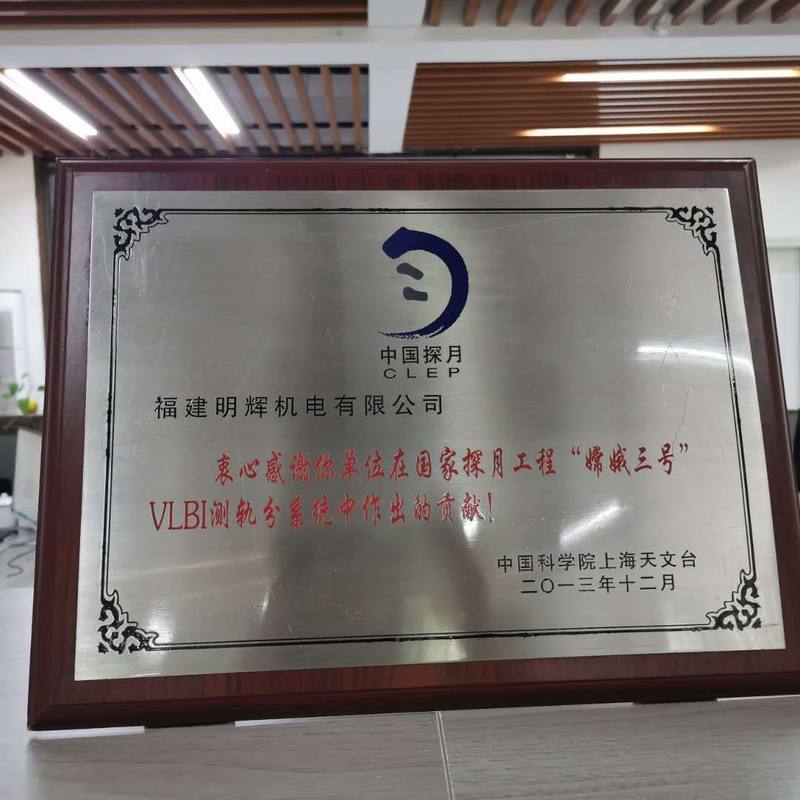 中国探月
CLEP
福建明辉机电有限公司
衷心感谢你单位在国家探月工程“嫦娥三号”
VLBI测轨分系统中作出的贡献！
中国科学院上海天文台
二〇一三年十二月